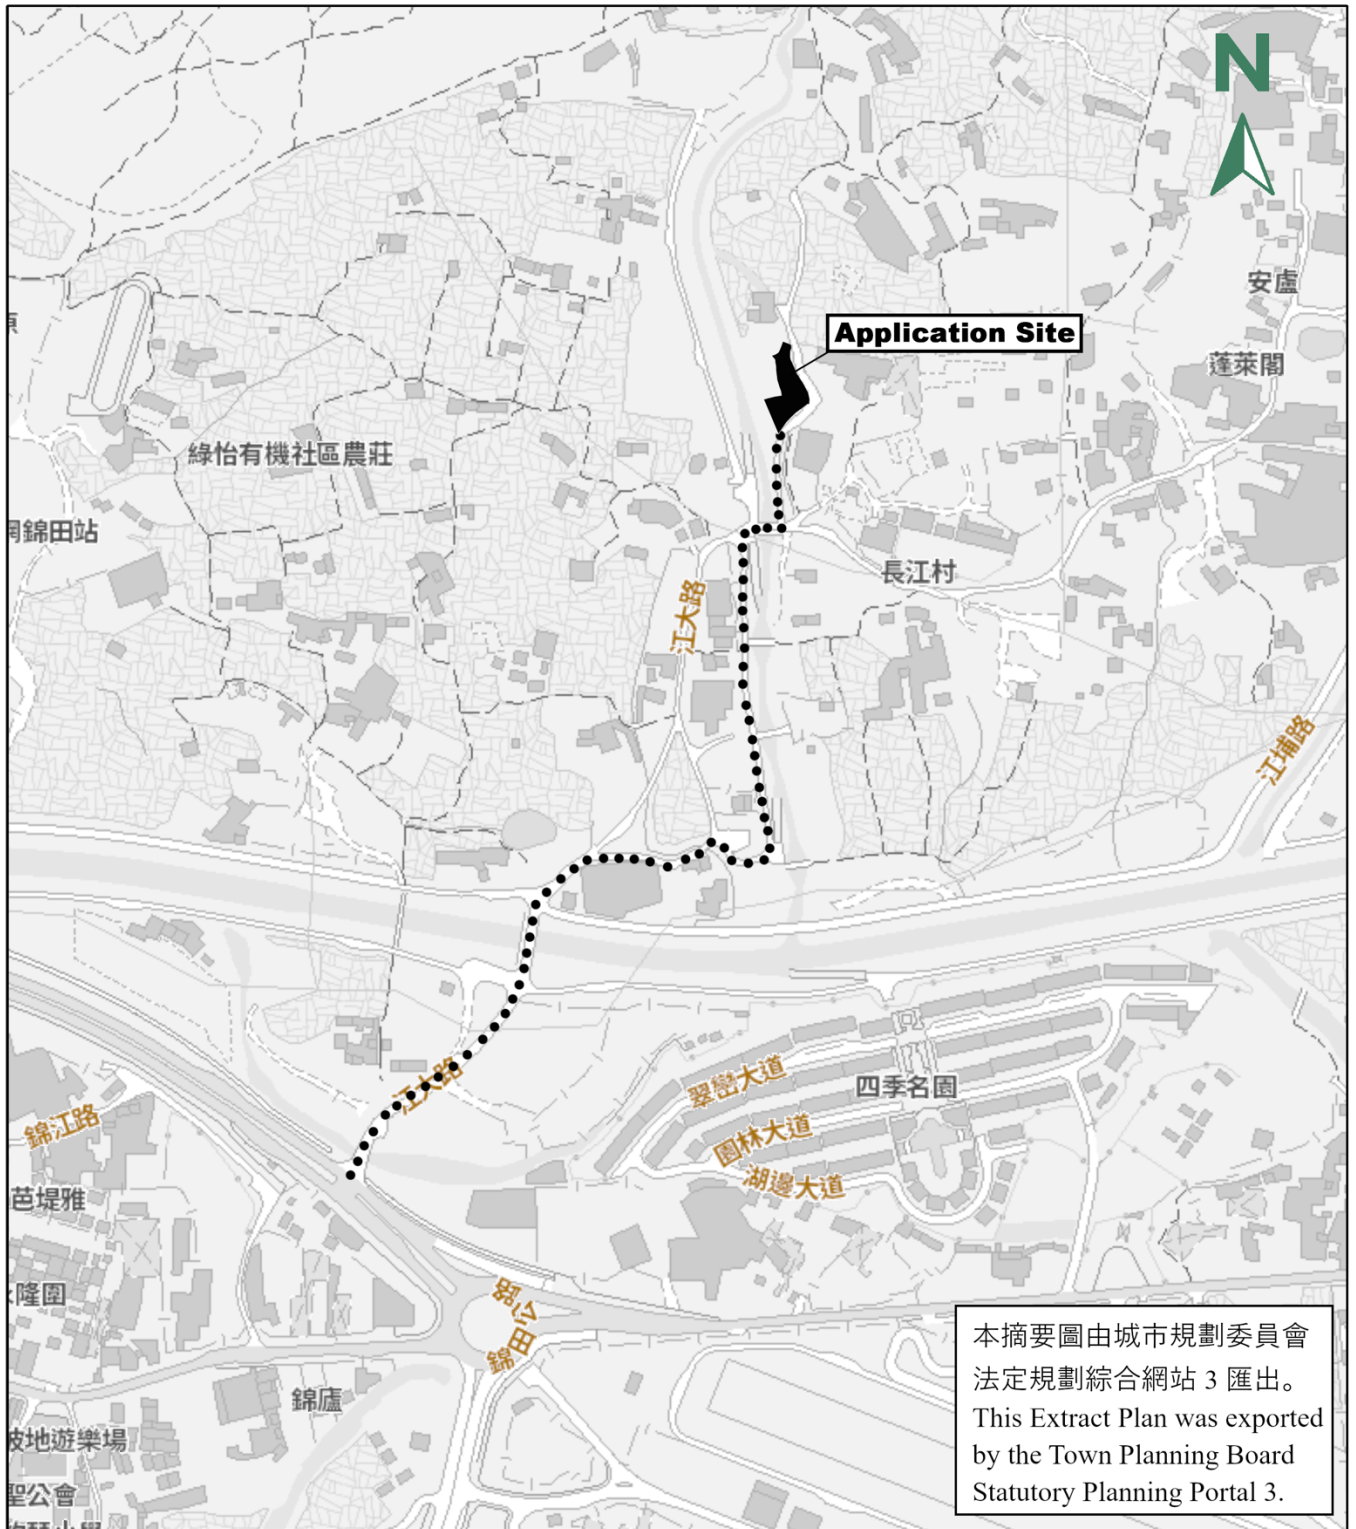 N
安盧
Application Site
蓬萊閣
綠怡有機社區農莊
錦田站
長江村
江大路
江埔路
江大路
翠巒大道
四季名園
錦江路
園林大道
湖邊大道
芭堤雅
隆圍
錦田公路
錦廬
坡地遊樂場
聖公會
本摘要圖由城市規劃委員會
法定規劃綜合網站 3 匯出。
This Extract Plan was exported
by the Town Planning Board
Statutory Planning Portal 3.